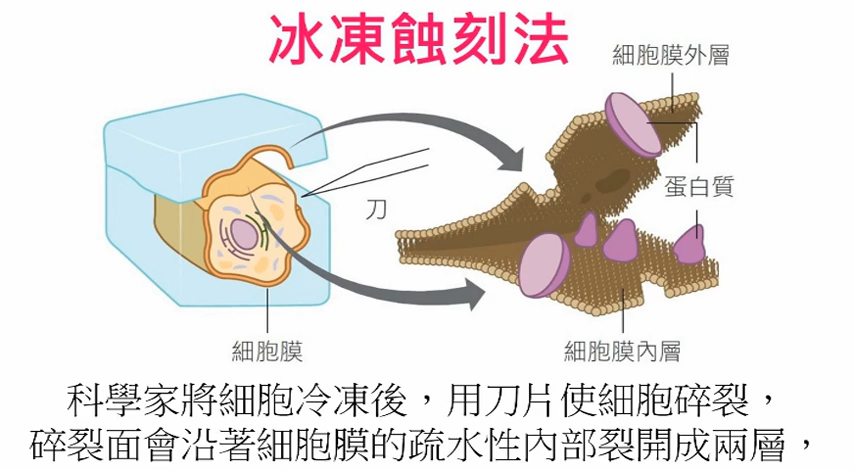 冰凍蝕刻法
細胞膜外層
蛋白質
刀
細胞膜
細胞膜內層
科學家將細胞冷凍後，用刀片使細胞碎裂，
碎裂面會沿著細胞膜的疏水性內部裂開成兩層，